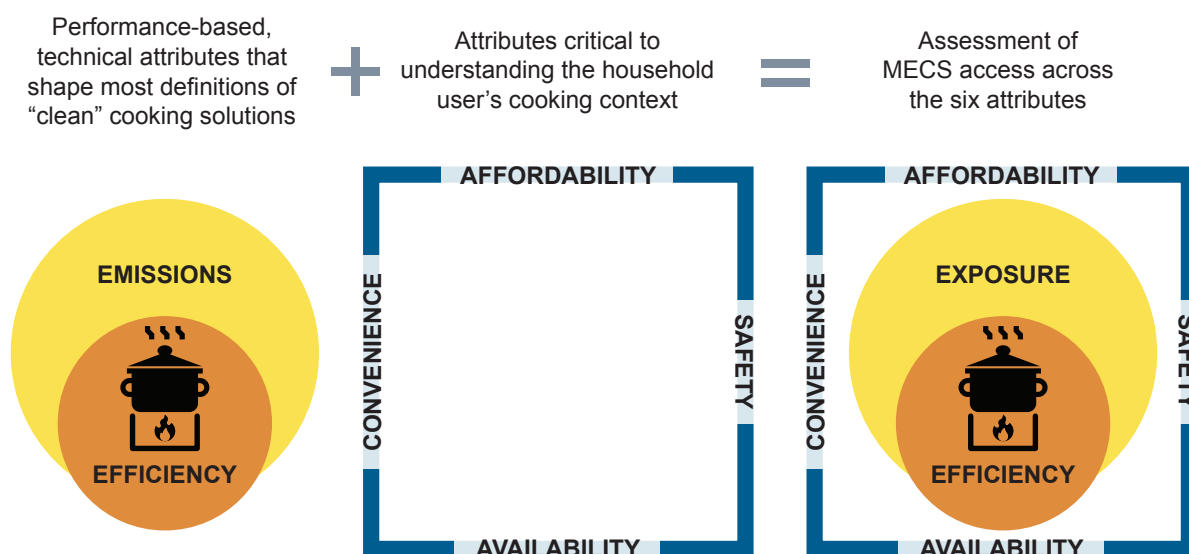 Performance-based,
technical attributes that
shape most definitions of
“clean” cooking solutions
+
Attributes critical to
understanding the household
user’s cooking context
=
Assessment of
MECS access across
the six attributes
EMISSIONS
EFFICIENCY
AFFORDABILITY
CONVENIENCE
SAFETY
AVAILABILITY
AFFORDABILITY
CONVENIENCE
EXPOSURE
EFFICIENCY
SAFETY
AVAILABILITY